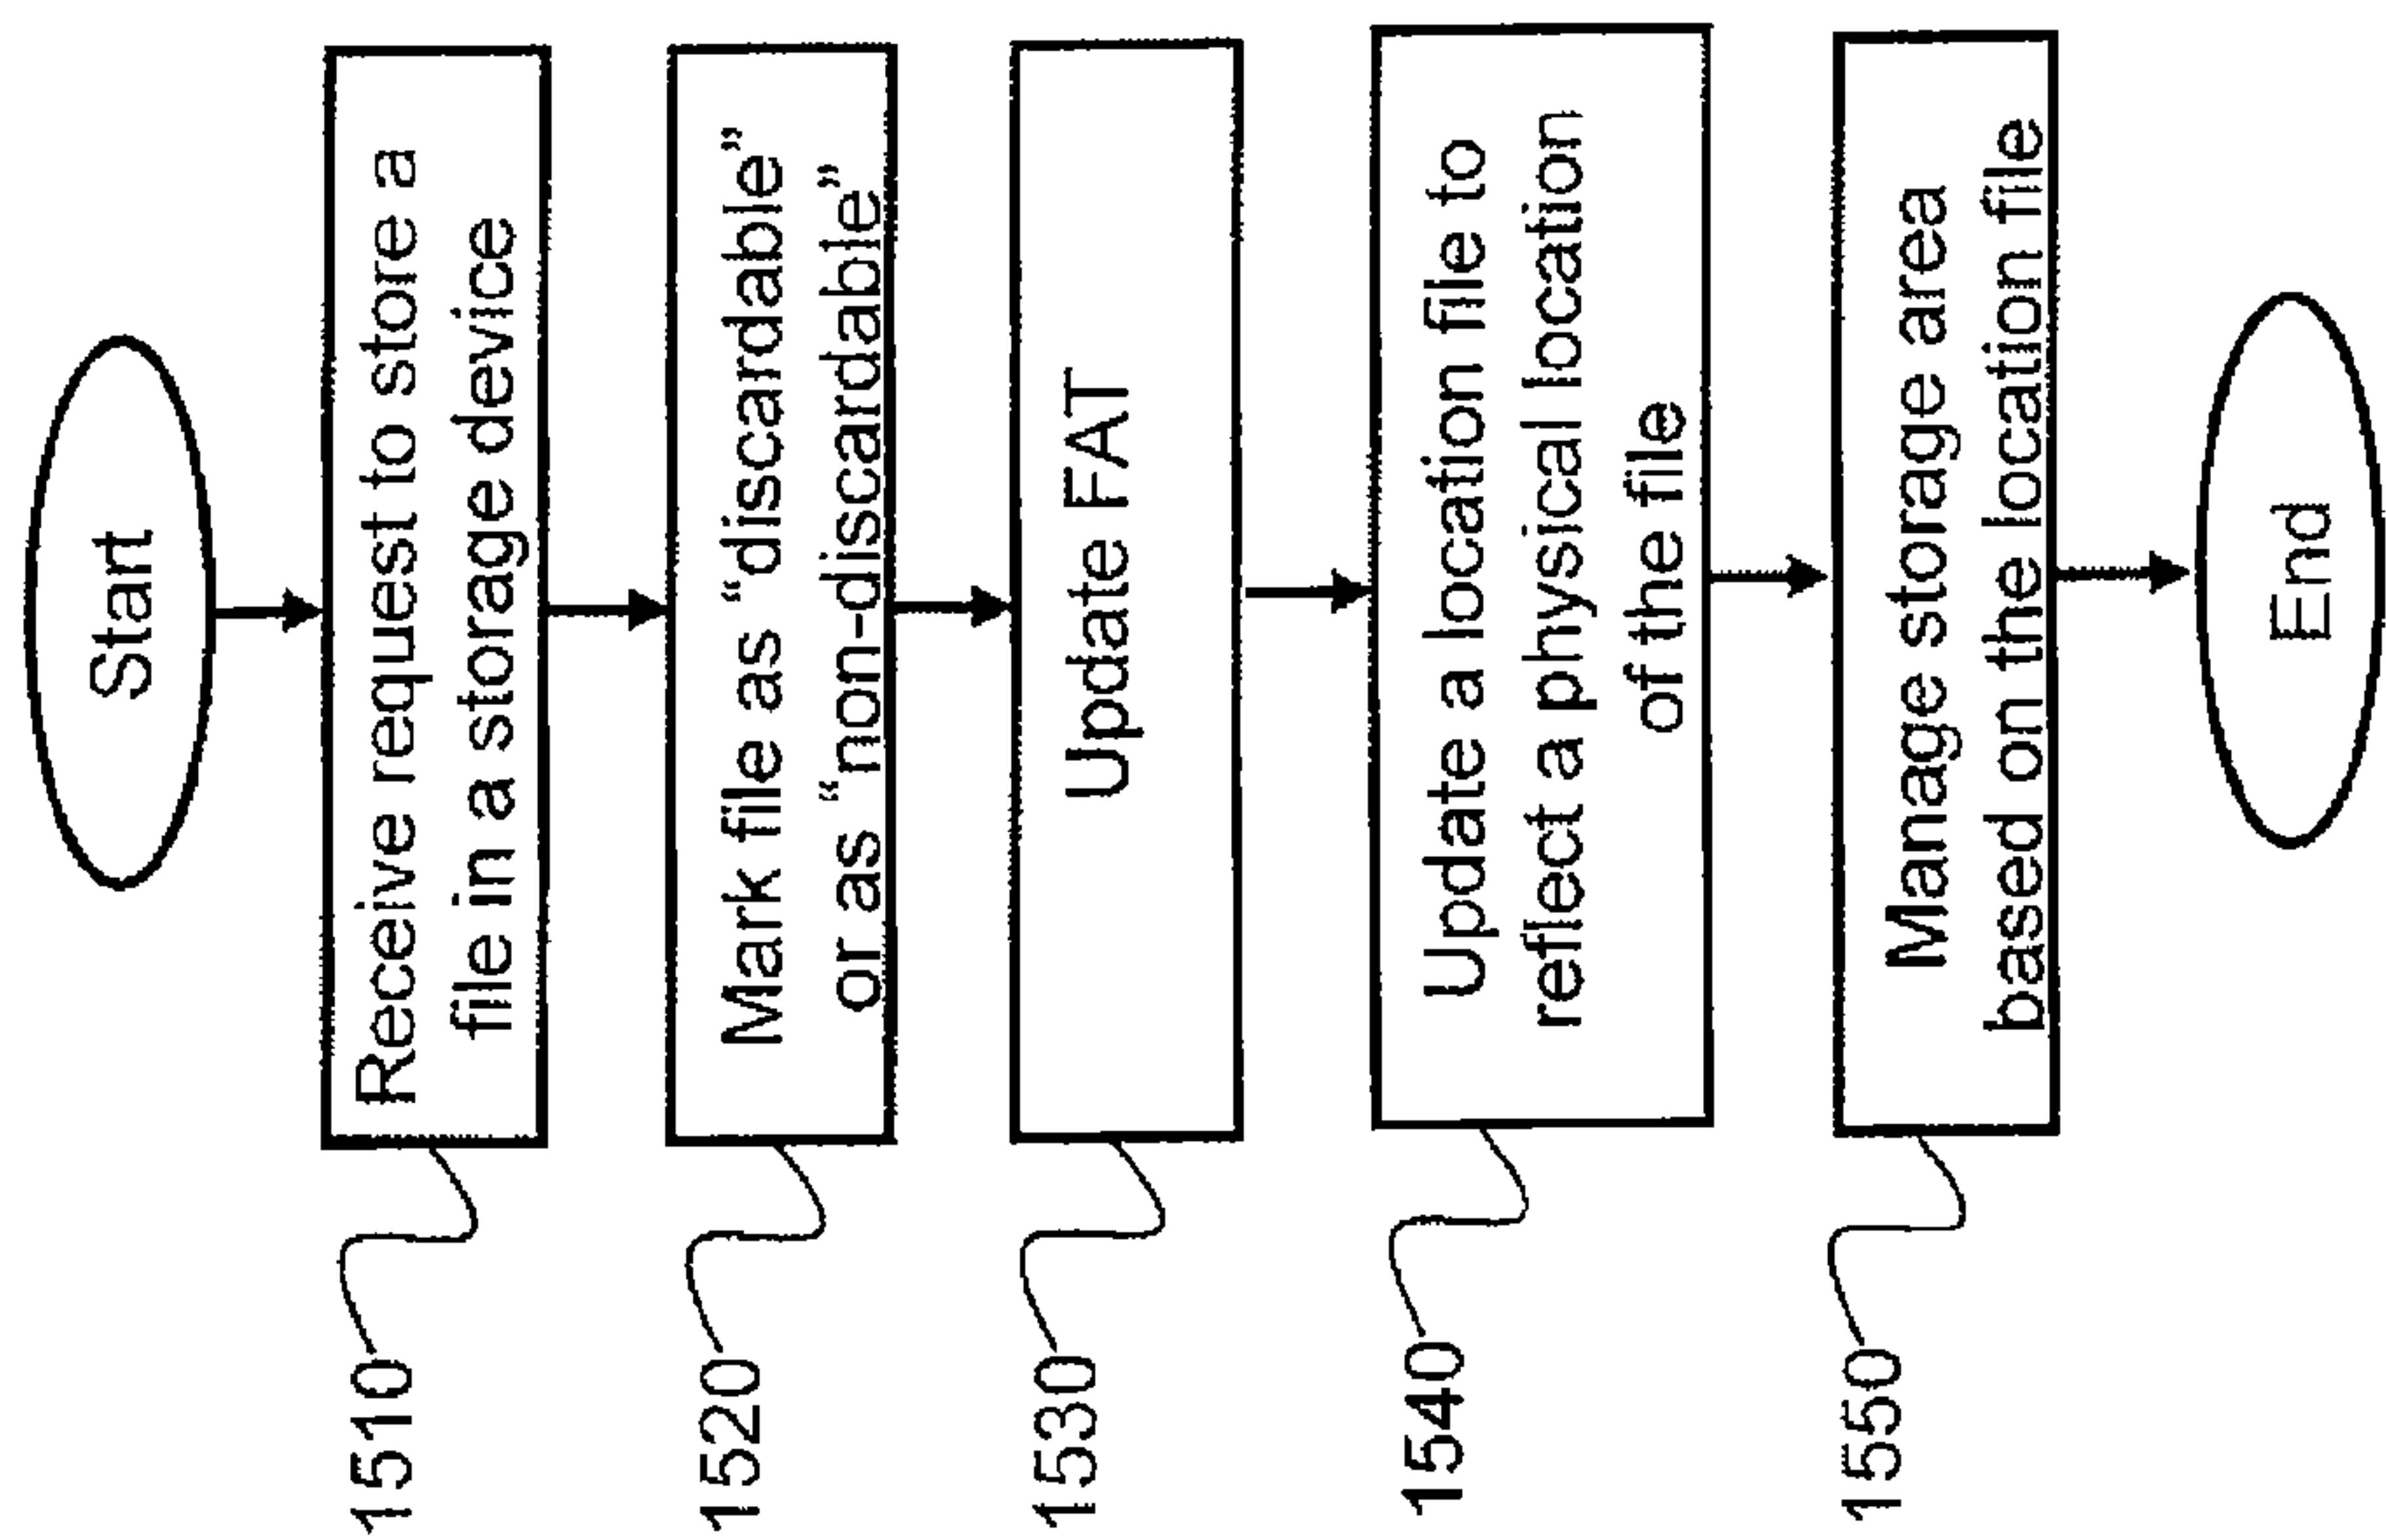 Start
1510
Receive request to store a
file in a storage device
1520
Mark file as “discardable”
or as “non-discardable”
1530
Update FAT
1540
Update a location file to
reflect a physical location
of the file
1550
Manage storage area
based on the location file
End